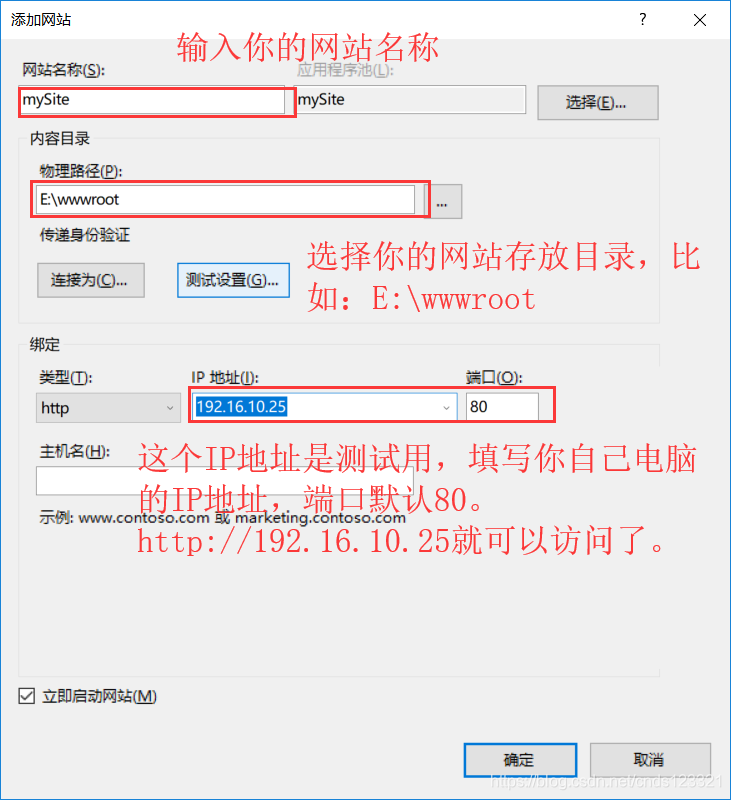 添加网站
输入你的网站名称
网站名称(S):
应用程序池(L):
mySite
mySite
选择(E)...
内容目录
物理路径(P):
E:\wwwroot
...
传递身份验证
连接为(C)...
测试设置(G)...
选择你的网站存放目录，比
如：E:\wwwroot
绑定
类型(T):
IP 地址(I):
端口(O):
http
192.16.10.25
80
主机名(H):
这个IP地址是测试用，填写你自己电脑
的IP地址，端口默认80。
示例: www.contoso.com 或 marketing.contoso.com
http://192.16.10.25就可以访问了。
立即启动网站(M)
确定
取消
https://blog.csdn.net/cnds123321